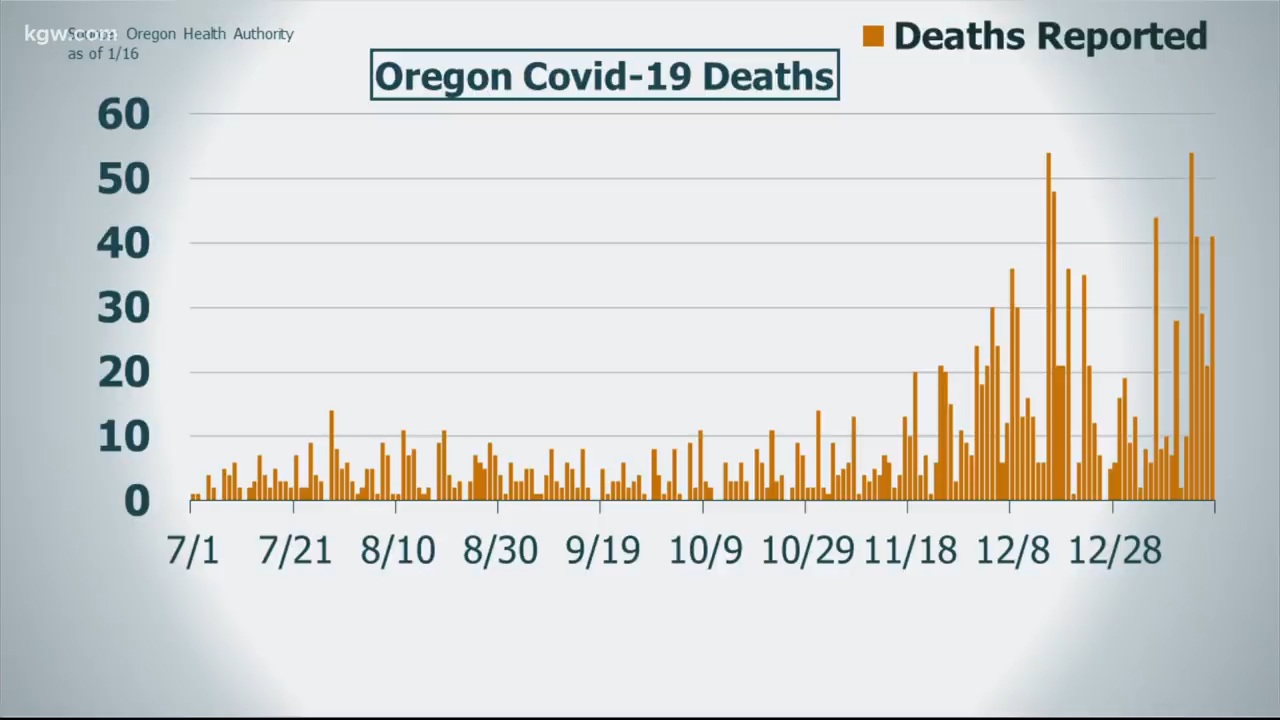 kgw.com Oregon Health Authority
as of 1/16
Deaths Reported
Oregon Covid-19 Deaths
60
50
40
30
20
10
0
7/1 7/21 8/10 8/30 9/19 10/9 10/29 11/18 12/8 12/28